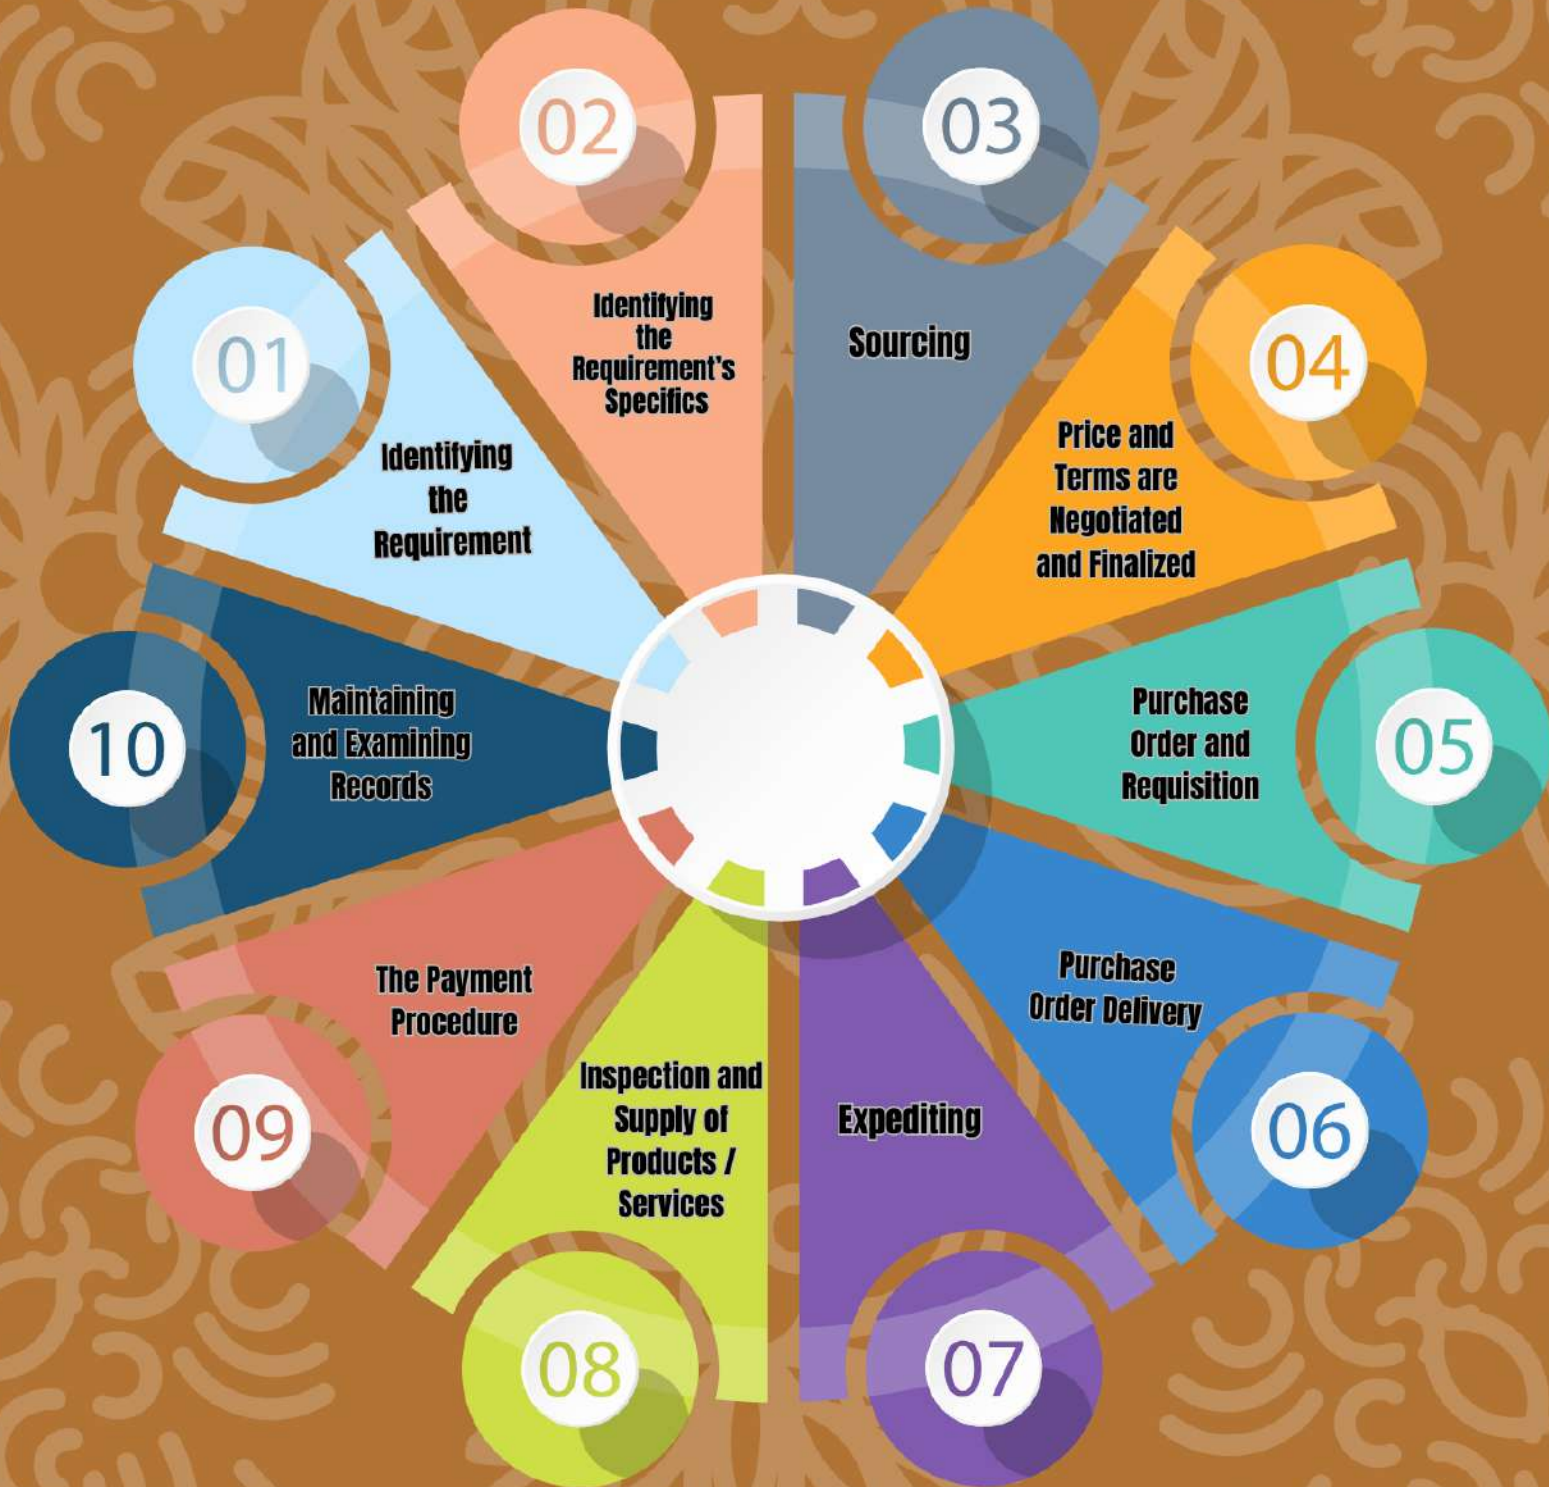 01
Identifying
the
Requirement
02
Identifying
the
Requirement's
Specifics
03
Sourcing
04
Price and
Terms are
Negotiated
and Finalized
05
Purchase
Order and
Requisition
06
Purchase
Order Delivery
07
Expediting
08
Inspection and
Supply of
Products /
Services
09
The Payment
Procedure
10
Maintaining
and Examining
Records